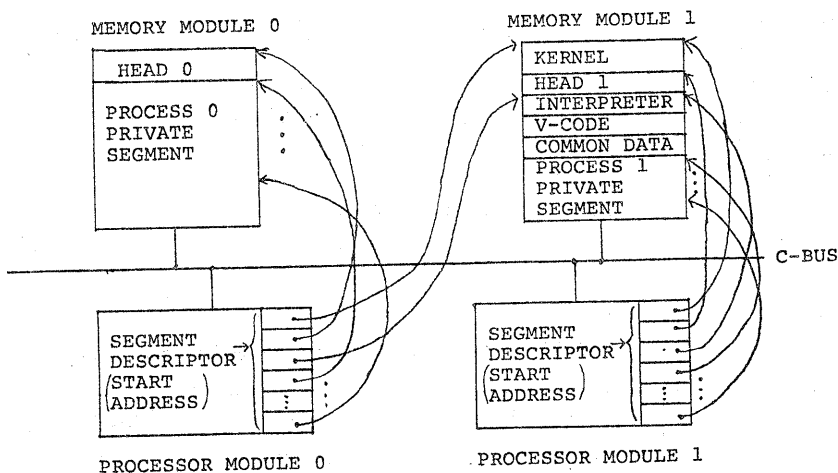 MEMORY MODULE 0
HEAD 0
PROCESS 0
PRIVATE
SEGMENT
MEMORY MODULE 1
KERNEL
HEAD 1
INTERPRETER
V-CODE
COMMON DATA
PROCESS 1
PRIVATE
SEGMENT
C-BUS
SEGMENT
DESCRIPTOR
(START
ADDRESS)
PROCESSOR MODULE 0
SEGMENT
DESCRIPTOR
(START
ADDRESS)
PROCESSOR MODULE 1